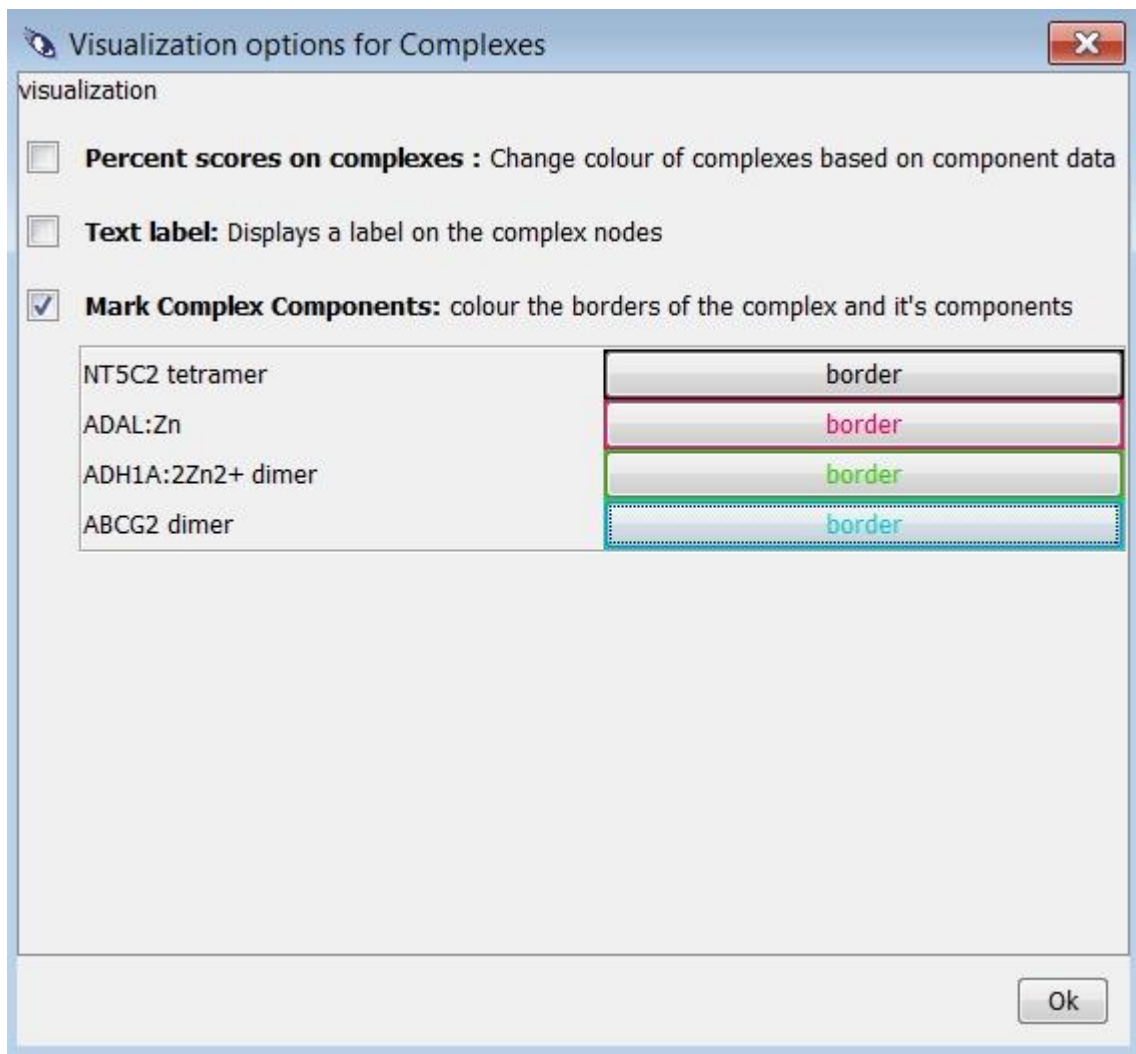 Visualization options for Complexes
visualization
Percent scores on complexes : Change colour of complexes based on component data
Text label: Displays a label on the complex nodes
Mark Complex Components: colour the borders of the complex and it's components
NT5C2 tetramer border
ADAL:Zn border
ADH1A:2Zn2+ dimer border
ABCG2 dimer border
Ok